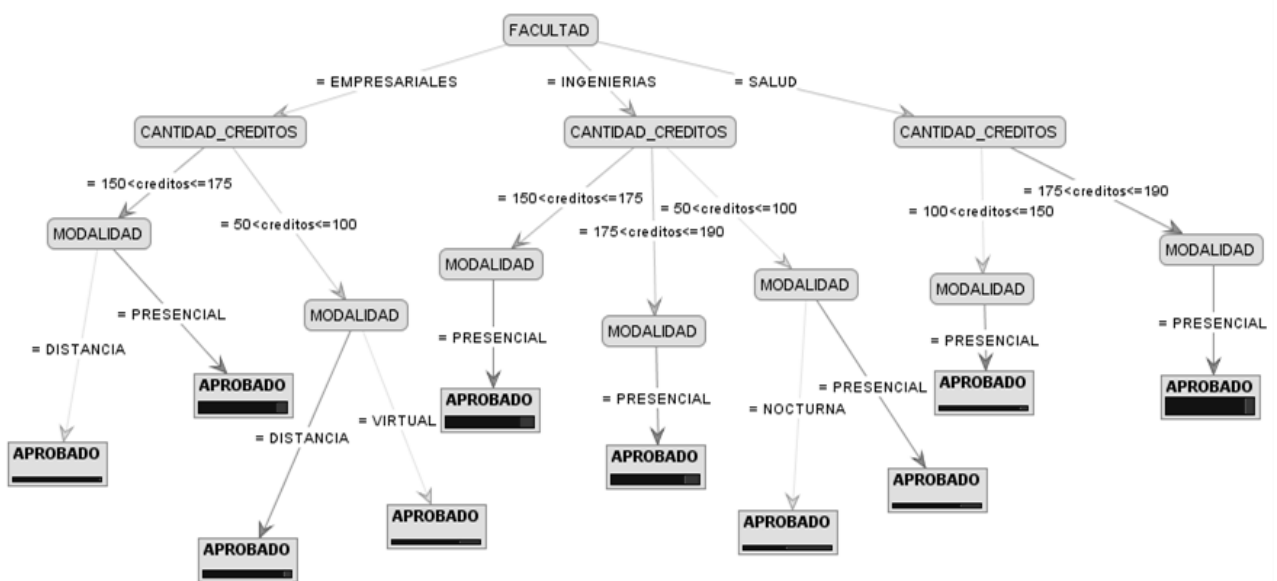 FACULTAD
= EMPRESARIALES
= INGENIERIAS
= SALUD
CANTIDAD_CREDITOS
CANTIDAD_CREDITOS
CANTIDAD_CREDITOS
= 150<creditos<=175
= 50<creditos<=100
= 150<creditos<=175
= 175<creditos<=190
= 50<creditos<=100
= 100<creditos<=150
= 175<creditos<=190
MODALIDAD
MODALIDAD
MODALIDAD
MODALIDAD
MODALIDAD
MODALIDAD
MODALIDAD
= DISTANCIA
= PRESENCIAL
= DISTANCIA
= VIRTUAL
= PRESENCIAL
= PRESENCIAL
= NOCTURNA
= PRESENCIAL
= PRESENCIAL
= PRESENCIAL
APROBADO
APROBADO
APROBADO
APROBADO
APROBADO
APROBADO
APROBADO
APROBADO
APROBADO
APROBADO